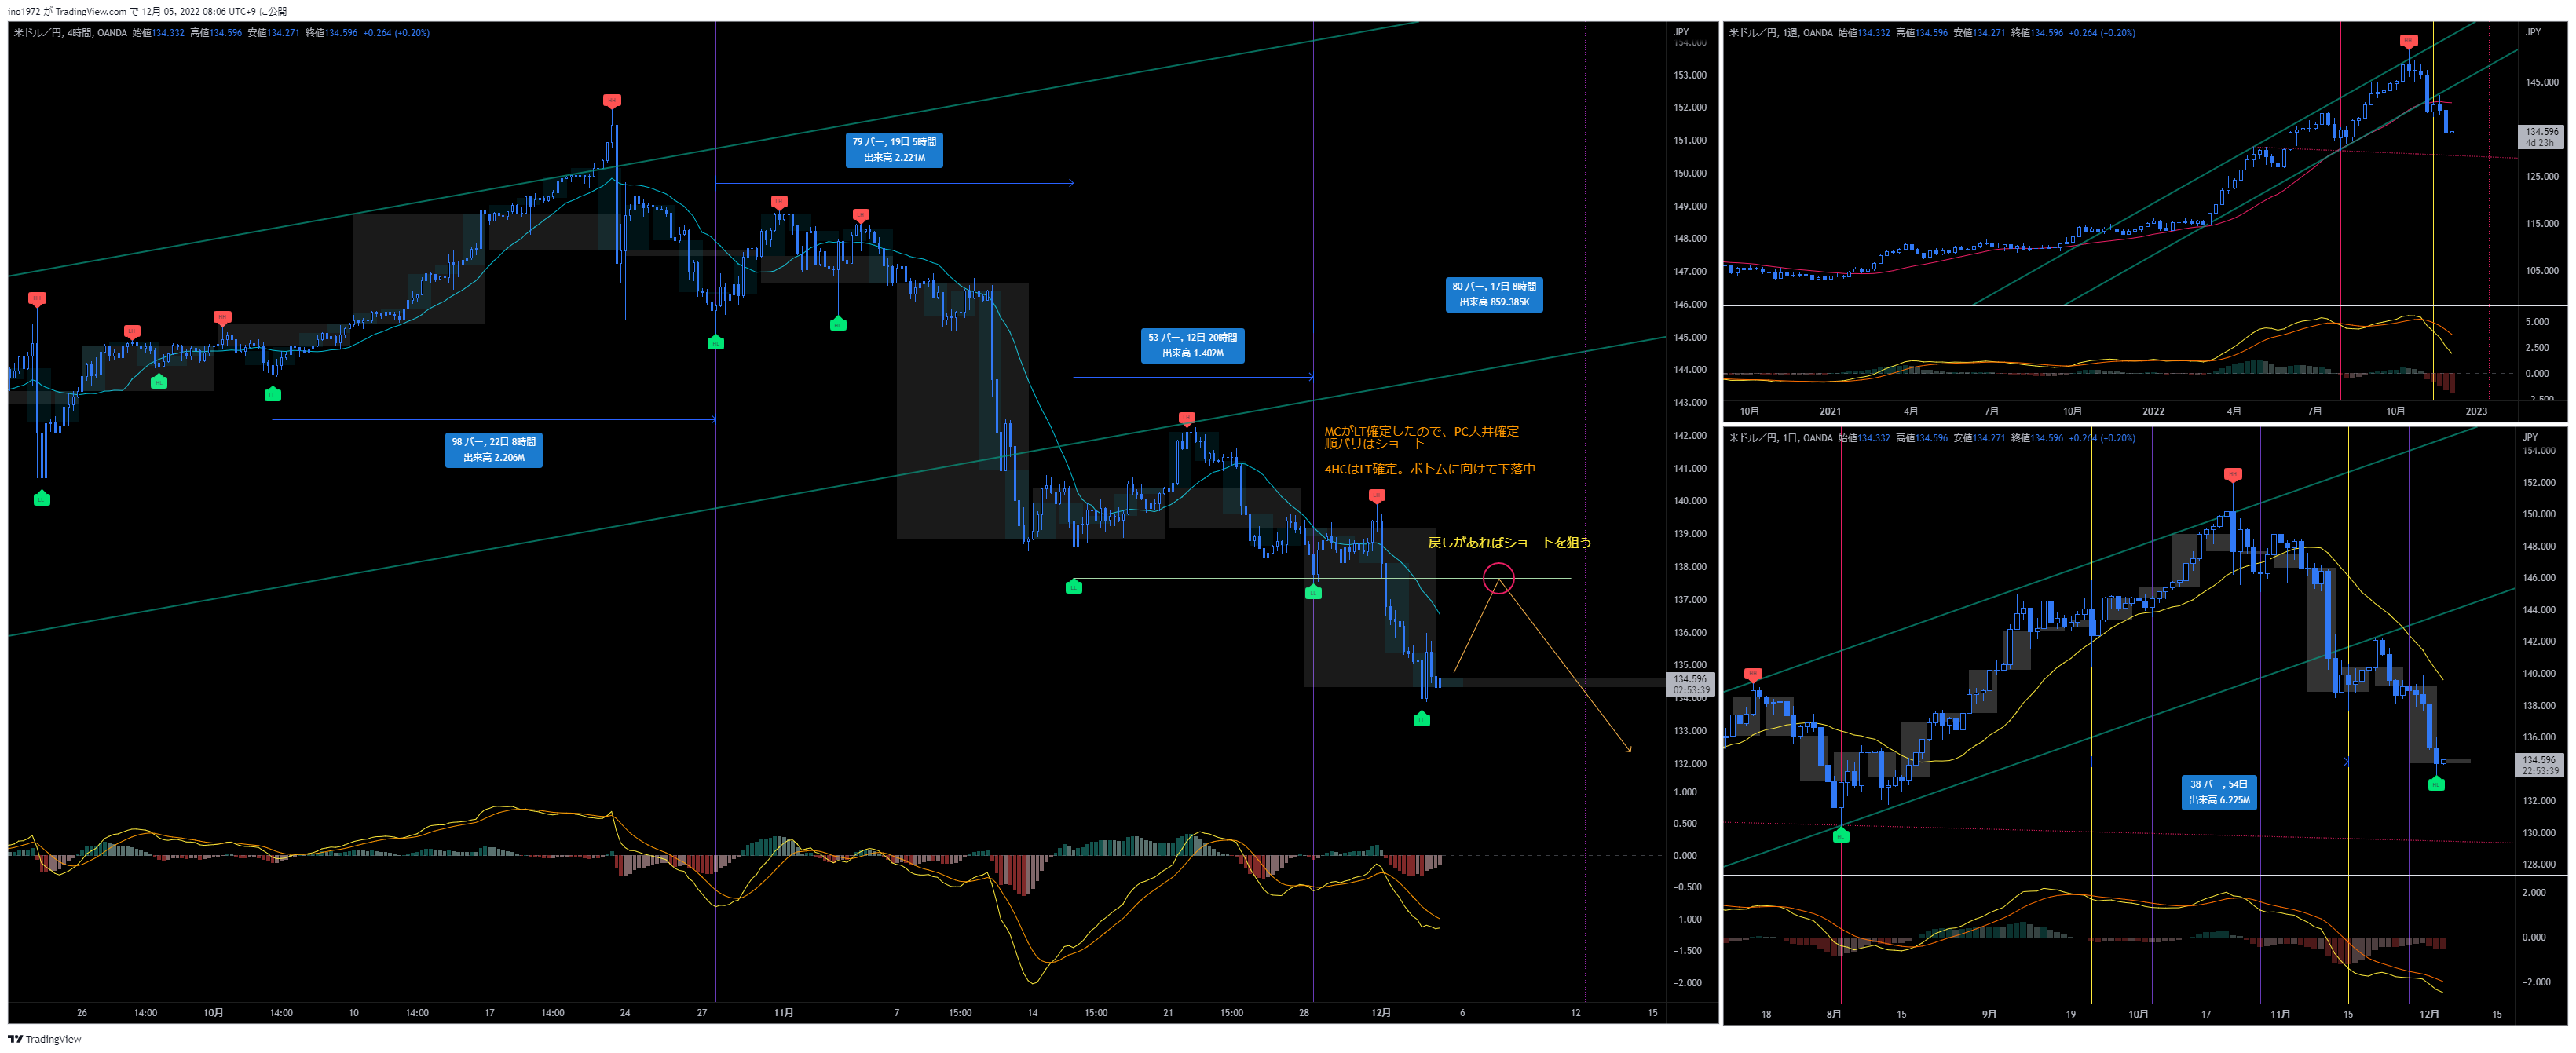 ino1972 が TradingView.com で 12月 05, 2022 08:06 UTC+9 に公開
米ドル／円, 4時間, OANDA 始値134.332 高値134.596 安値134.271 終値134.596 +0.264 (+0.20%)
JPY
154.000
153.000
152.000
151.000
150.000
149.000
148.000
147.000
146.000
145.000
144.000
143.000
142.000
141.000
140.000
139.000
138.000
137.000
136.000
135.000
134.596
02:53:39
134.000
133.000
132.000
79 バー, 19日 5時間
出来高 2.221M
98 バー, 22日 8時間
出来高 2.206M
53 バー, 12日 20時間
出来高 1.402M
80 バー, 17日 8時間
出来高 859.385K
MCがLT確定したので、PC天井確定
順バリはショート
4HCはLT確定。ボトムに向けて下落中
戻しがあればショートを狙う
1.000
0.500
0.000
−0.500
−1.000
−1.500
−2.000
26 14:00 10月 14:00 10 14:00 17 14:00 24 27 11月 7 15:00 14 15:00 21 15:00 28 12月 6 12 15
米ドル／円, 1週, OANDA 始値134.332 高値134.596 安値134.271 終値134.596 +0.264 (+0.20%)
JPY
145.000
134.596
4d 23h
125.000
115.000
105.000
5.000
2.500
0.000
−2.500
10月 2021 4月 7月 10月 2022 4月 7月 10月 2023
米ドル／円, 1日, OANDA 始値134.332 高値134.596 安値134.271 終値134.596 +0.264 (+0.20%)
JPY
154.000
152.000
150.000
148.000
146.000
144.000
142.000
140.000
138.000
136.000
134.596
22:53:39
132.000
130.000
128.000
38 バー, 54日
出来高 6.225M
2.000
0.000
−2.000
18 8月 15 9月 19 10月 17 11月 15 12月 15
TradingView